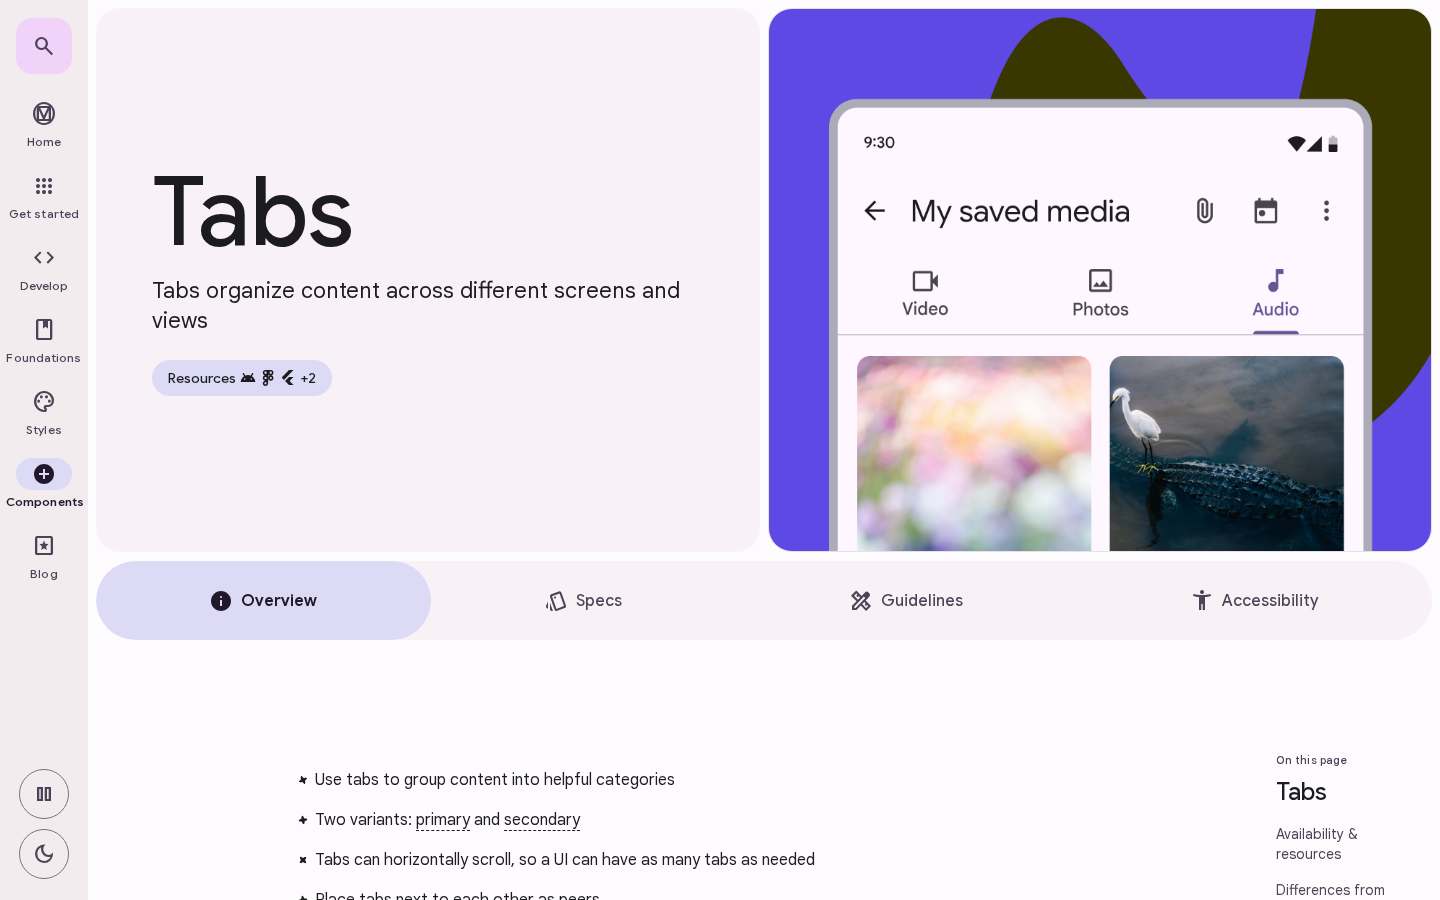 Home
Get started
Develop
Foundations
Styles
Components
Blog
Tabs
Tabs organize content across different screens and
views
Resources +2
9:30
My saved media
Video Photos Audio
Overview Specs Guidelines Accessibility
Use tabs to group content into helpful categories
Two variants: primary and secondary
Tabs can horizontally scroll, so a UI can have as many tabs as needed
Place tabs next to each other as peers
On this page
Tabs
Availability &
resources
Differences from